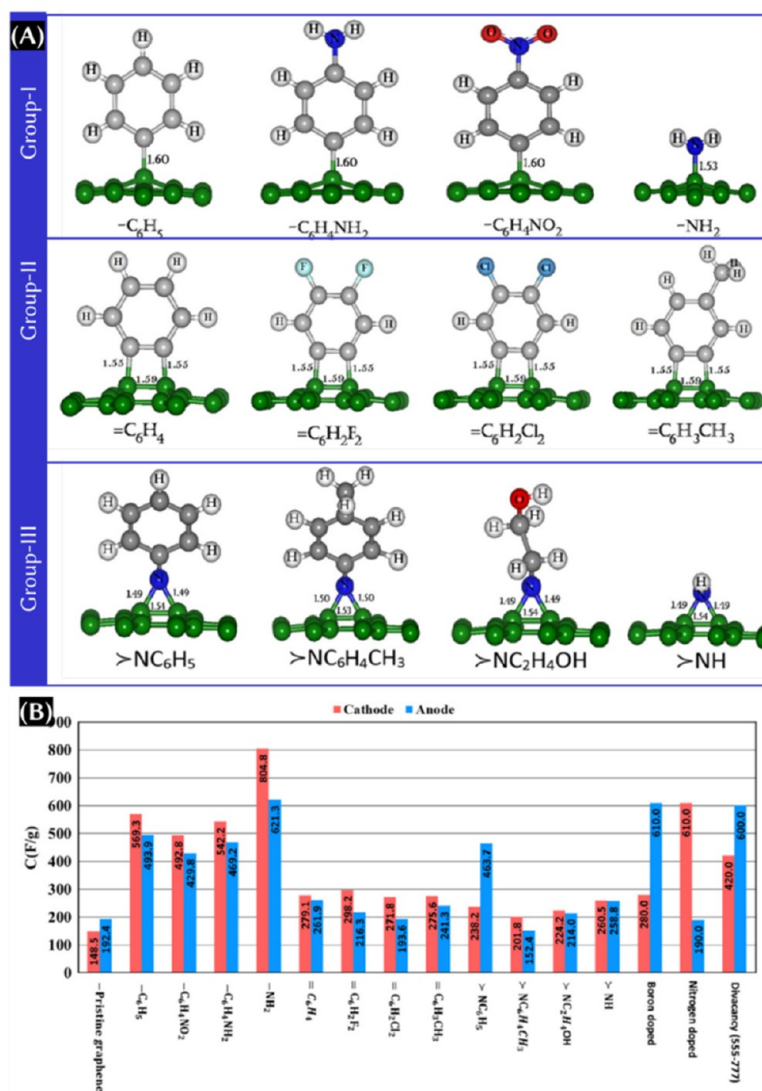 (A)
Group-I
H
H H
H H
1.60
–C₆H₅
H H
N
H H
H H
1.60
–C₆H₄NH₂
O N O
H H
H H
1.60
–C₆H₄NO₂
H H
1.53
–NH₂
Group-II
H H
H H
1.55 1.59 1.55
=C₆H₄
F F
H H
1.55 1.59 1.55
=C₆H₂F₂
Cl Cl
H H
1.55 1.59 1.55
=C₆H₂Cl₂
H H
H
H H
1.55 1.59 1.55
=C₆H₃CH₃
Group-III
H
H H
H H
N
1.49 1.54 1.49
≻NC₆H₅
H H
H
H H
H H
N
1.50 1.53 1.50
≻NC₆H₄CH₃
O H
H H
H H
N
1.49 1.54 1.49
≻NC₂H₄OH
H
1.49 1.54 1.49
≻NH
(B)
Cathode Anode
C(F/g)
900
800
700
600
500
400
300
200
100
0
148.5 192.4
569.3 493.9
492.8 429.8
542.2 469.2
804.8 621.3
279.1 261.9
298.2 216.3
271.8 193.6
275.6 241.3
238.2 463.7
201.8 152.4
224.2 214.0
260.5 258.8
280.0 610.0
610.0 190.0
420.0 600.0
– Pristine graphene
–C₆H₅
–C₆H₄NO₂
–C₆H₄NH₂
–NH₂
= C₆H₄
= C₆H₂F₂
= C₆H₂Cl₂
= C₆H₃CH₃
≻ NC₆H₅
≻ NC₆H₄CH₃
≻ NC₂H₄OH
≻ NH
Boron doped
Nitrogen doped
Divacancy (555-777)